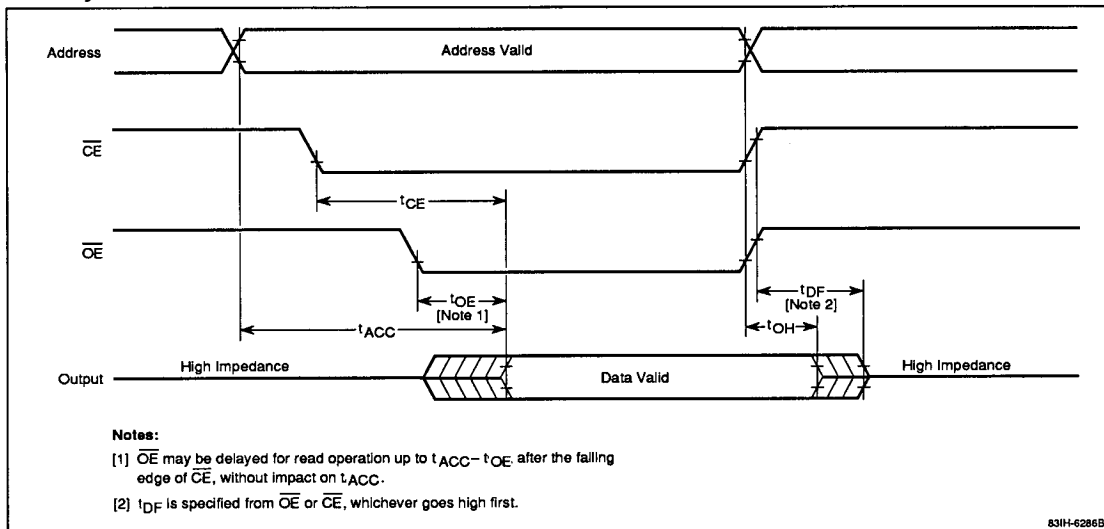 Address
Address Valid
CE
tCE
OE
tOE
[Note 1]
tDF
[Note 2]
tACC
tOH
Output
High Impedance
Data Valid
High Impedance
Notes:
[1] OE may be delayed for read operation up to tACC– tOE, after the falling
edge of CE, without impact on tACC.
[2] tDF is specified from OE or CE, whichever goes high first.
83IH-6286B